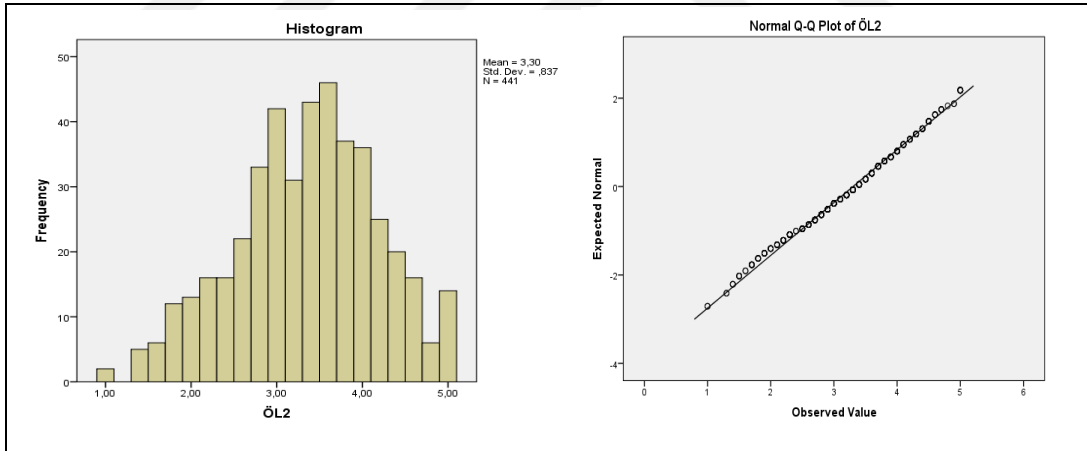 Histogram
Mean = 3,30
Std. Dev. = ,837
N = 441
50
40
30
20
10
0
Frequency
1,00 2,00 3,00 4,00 5,00
ÖL2
Normal Q-Q Plot of ÖL2
2
0
-2
-4
Expected Normal
0 1 2 3 4 5 6
Observed Value